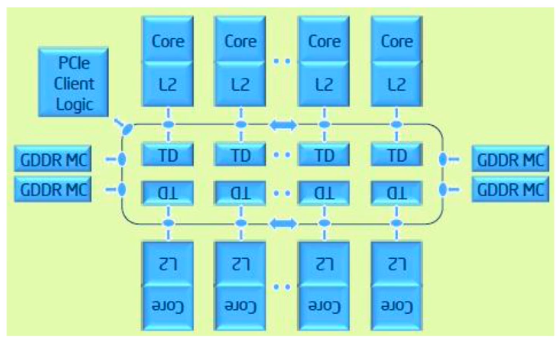 Core Core Core Core
PCIe
Client
Logic
L2 L2 L2 L2
GDDR MC TD TD TD TD GDDR MC
GDDR MC TD TD TD TD GDDR MC
L2 L2 L2 L2
Core Core Core Core